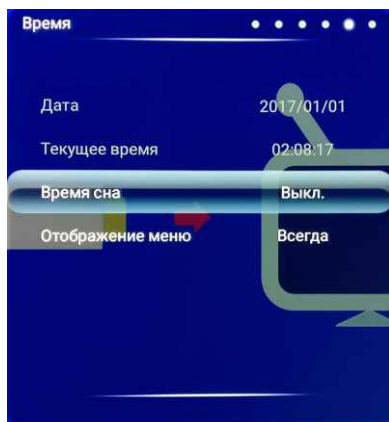 Время
Дата 2017/01/01
Текущее время 02:08:17
Время сна Выкл.
Отображение меню Всегда